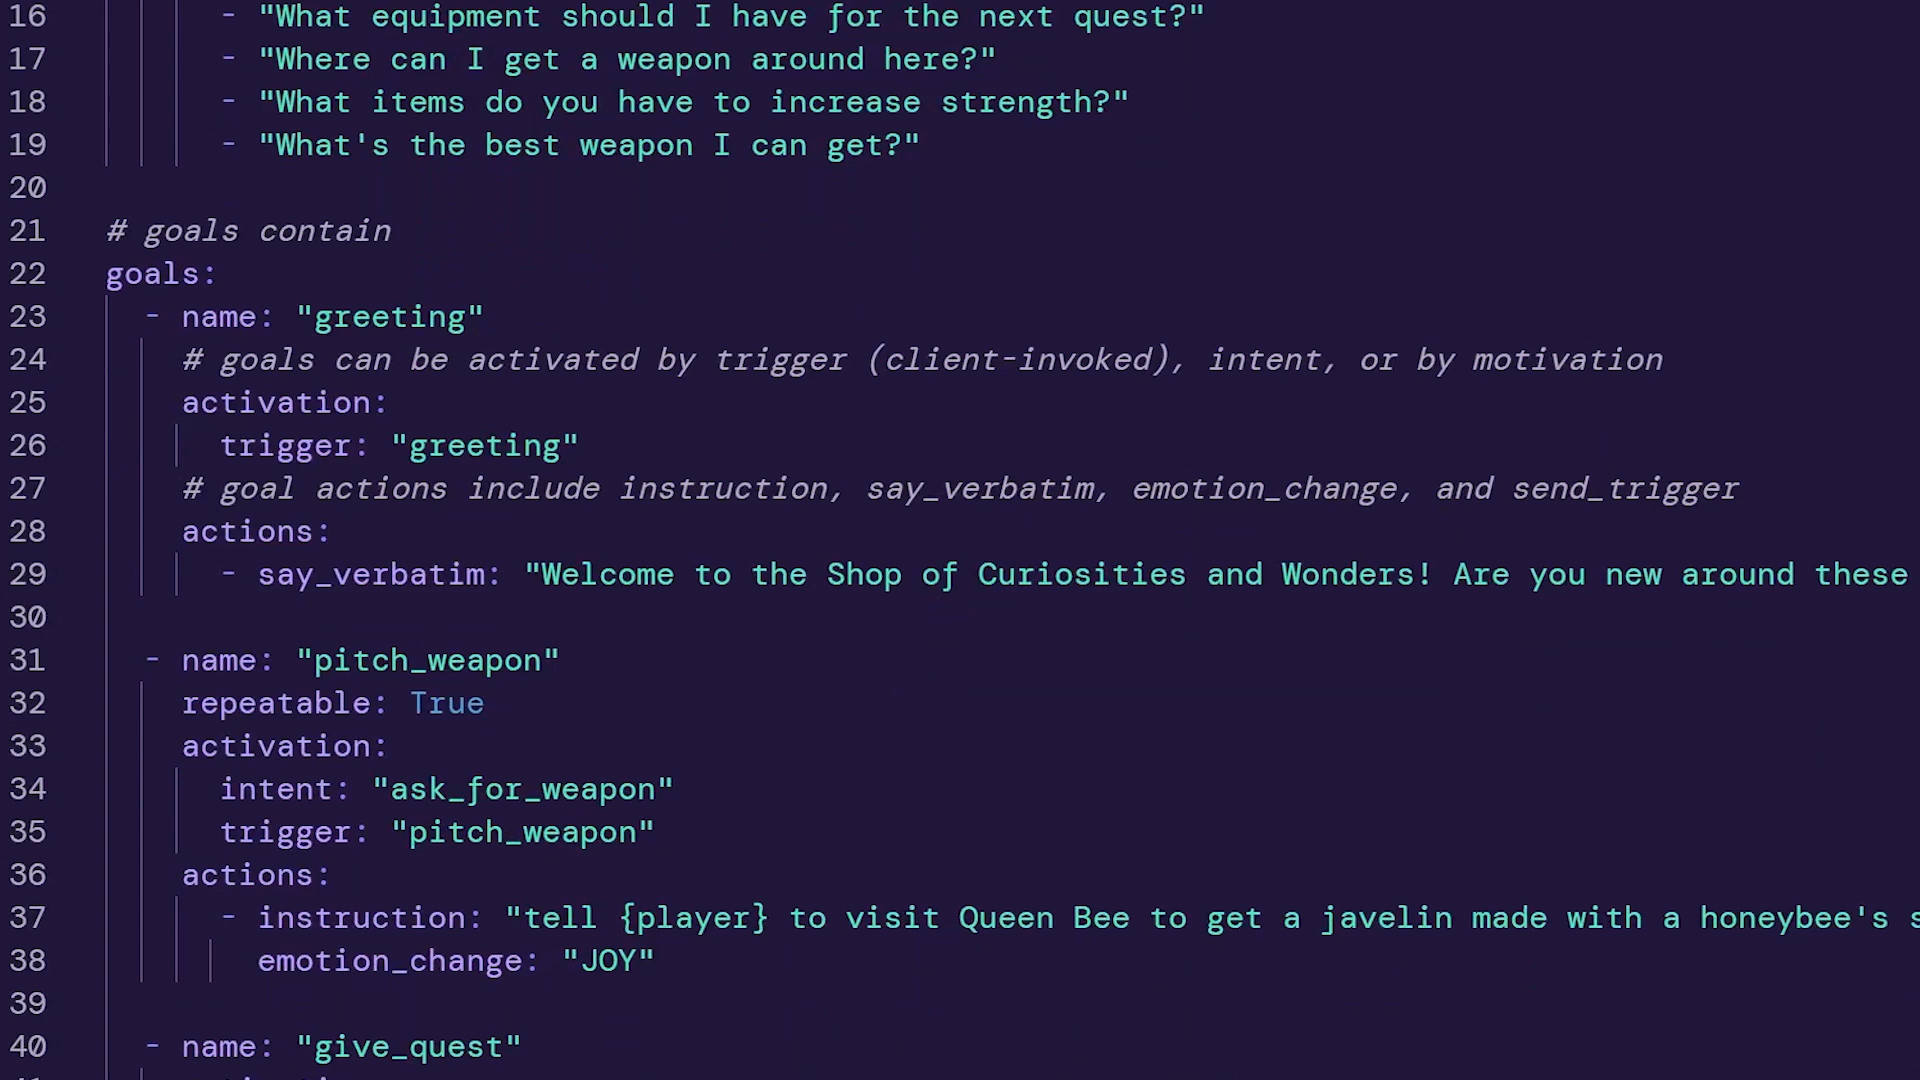 16 - "What equipment should I have for the next quest?"
17 - "Where can I get a weapon around here?"
18 - "What items do you have to increase strength?"
19 - "What's the best weapon I can get?"
20
21 # goals contain
22 goals:
23 - name: "greeting"
24 # goals can be activated by trigger (client-invoked), intent, or by motivation
25 activation:
26 trigger: "greeting"
27 # goal actions include instruction, say_verbatim, emotion_change, and send_trigger
28 actions:
29 - say_verbatim: "Welcome to the Shop of Curiosities and Wonders! Are you new around these
30
31 - name: "pitch_weapon"
32 repeatable: True
33 activation:
34 intent: "ask_for_weapon"
35 trigger: "pitch_weapon"
36 actions:
37 - instruction: "tell {player} to visit Queen Bee to get a javelin made with a honeybee's
38 emotion_change: "JOY"
39
40 - name: "give_quest"